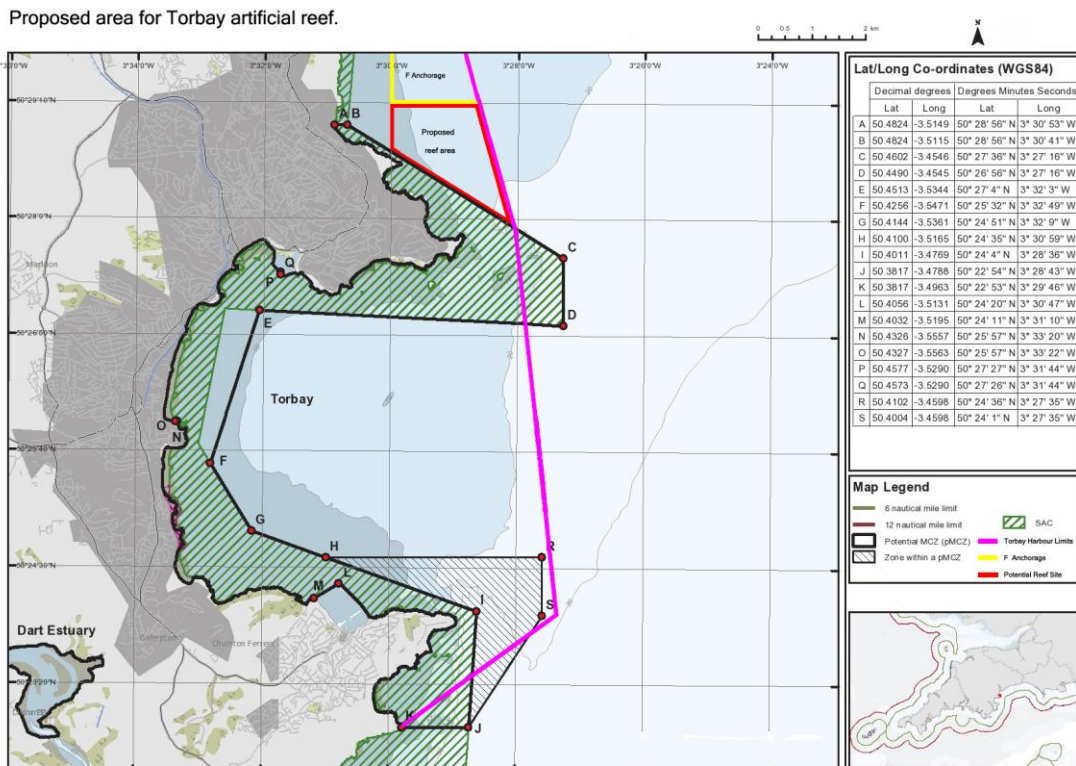 Proposed area for Torbay artificial reef.
0 0.5 1 2 km
N
3°32'0"W 3°30'0"W 3°28'0"W 3°26'0"W 3°24'0"W
50°29'10"N
F Anchorage
A B
Proposed
reef area
50°28'0"N
C
Q
P
D
E
Torbay
O
N
50°25'40"N
F
G
H R
50°24'30"N
L
M
I
S
Dart Estuary
Galmpton
Churston Ferrers
K
J
Lat/Long Co-ordinates (WGS84)
Decimal degrees Degrees Minutes Seconds
Lat Long Lat Long
A 50.4824 -3.5149 50° 28' 56" N 3° 30' 53" W
B 50.4824 -3.5115 50° 28' 56" N 3° 30' 41" W
C 50.4602 -3.4546 50° 27' 36" N 3° 27' 16" W
D 50.4490 -3.4545 50° 26' 56" N 3° 27' 16" W
E 50.4513 -3.5344 50° 27' 4" N 3° 32' 3" W
F 50.4256 -3.5471 50° 25' 32" N 3° 32' 49" W
G 50.4144 -3.5361 50° 24' 51" N 3° 32' 9" W
H 50.4100 -3.5165 50° 24' 35" N 3° 30' 59" W
I 50.4011 -3.4769 50° 24' 4" N 3° 28' 36" W
J 50.3817 -3.4788 50° 22' 54" N 3° 28' 43" W
K 50.3817 -3.4963 50° 22' 53" N 3° 29' 46" W
L 50.4056 -3.5131 50° 24' 20" N 3° 30' 47" W
M 50.4032 -3.5195 50° 24' 11" N 3° 31' 10" W
N 50.4326 -3.5557 50° 25' 57" N 3° 33' 20" W
O 50.4327 -3.5563 50° 25' 57" N 3° 33' 22" W
P 50.4577 -3.5290 50° 27' 27" N 3° 31' 44" W
Q 50.4573 -3.5290 50° 27' 26" N 3° 31' 44" W
R 50.4102 -3.4598 50° 24' 36" N 3° 27' 35" W
S 50.4004 -3.4598 50° 24' 1" N 3° 27' 35" W
Map Legend
6 nautical mile limit
12 nautical mile limit
Potential MCZ (pMCZ)
Zone within a pMCZ
SAC
Torbay Harbour Limits
F Anchorage
Potential Reef Site